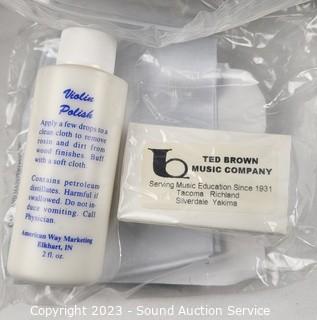 Violin
Polish
Apply a few drops to a
clean cloth to remove
rosin and dirt from
wood finishes. Buff
with a soft cloth.
Contains petroleum
distillates. Harmful if
swallowed. Do not in-
duce vomiting. Call
Physician.
American Way Marketing
Elkhart, IN
2 fl. oz.
TED BROWN
MUSIC COMPANY
Serving Music Education Since 1931
Tacoma Richland
Silverdale Yakima
Copyright 2023 - Sound Auction Service